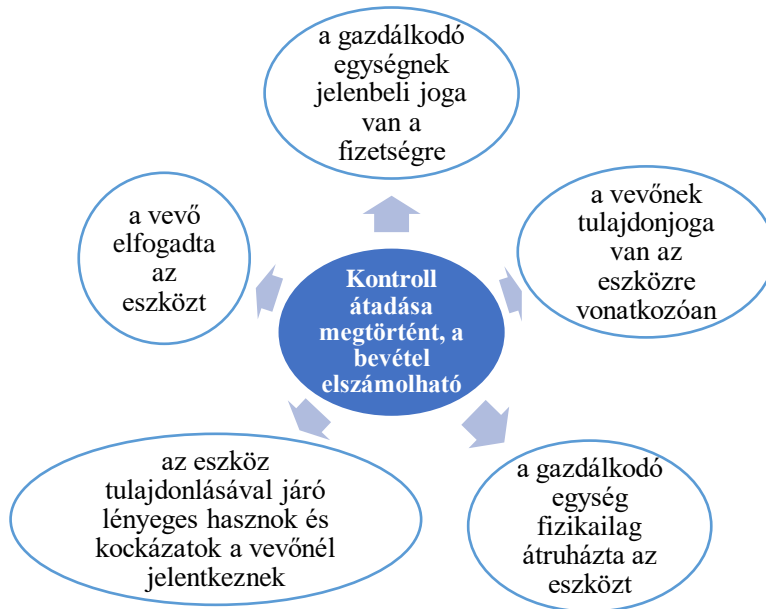 a gazdálkodó
egységnek
jelenbeli joga
van a
fizetségre
a vevő
elfogadta
az
eszközt
a vevőnek
tulajdonjoga
van az
eszközre
vonatkozóan
Kontroll
átadása
megtörtént, a
bevétel
elszámolható
az eszköz
tulajdonlásával járó
lényeges hasznok és
kockázatok a vevőnél
jelentkeznek
a gazdálkodó
egység
fizikailag
átruházta az
eszközt